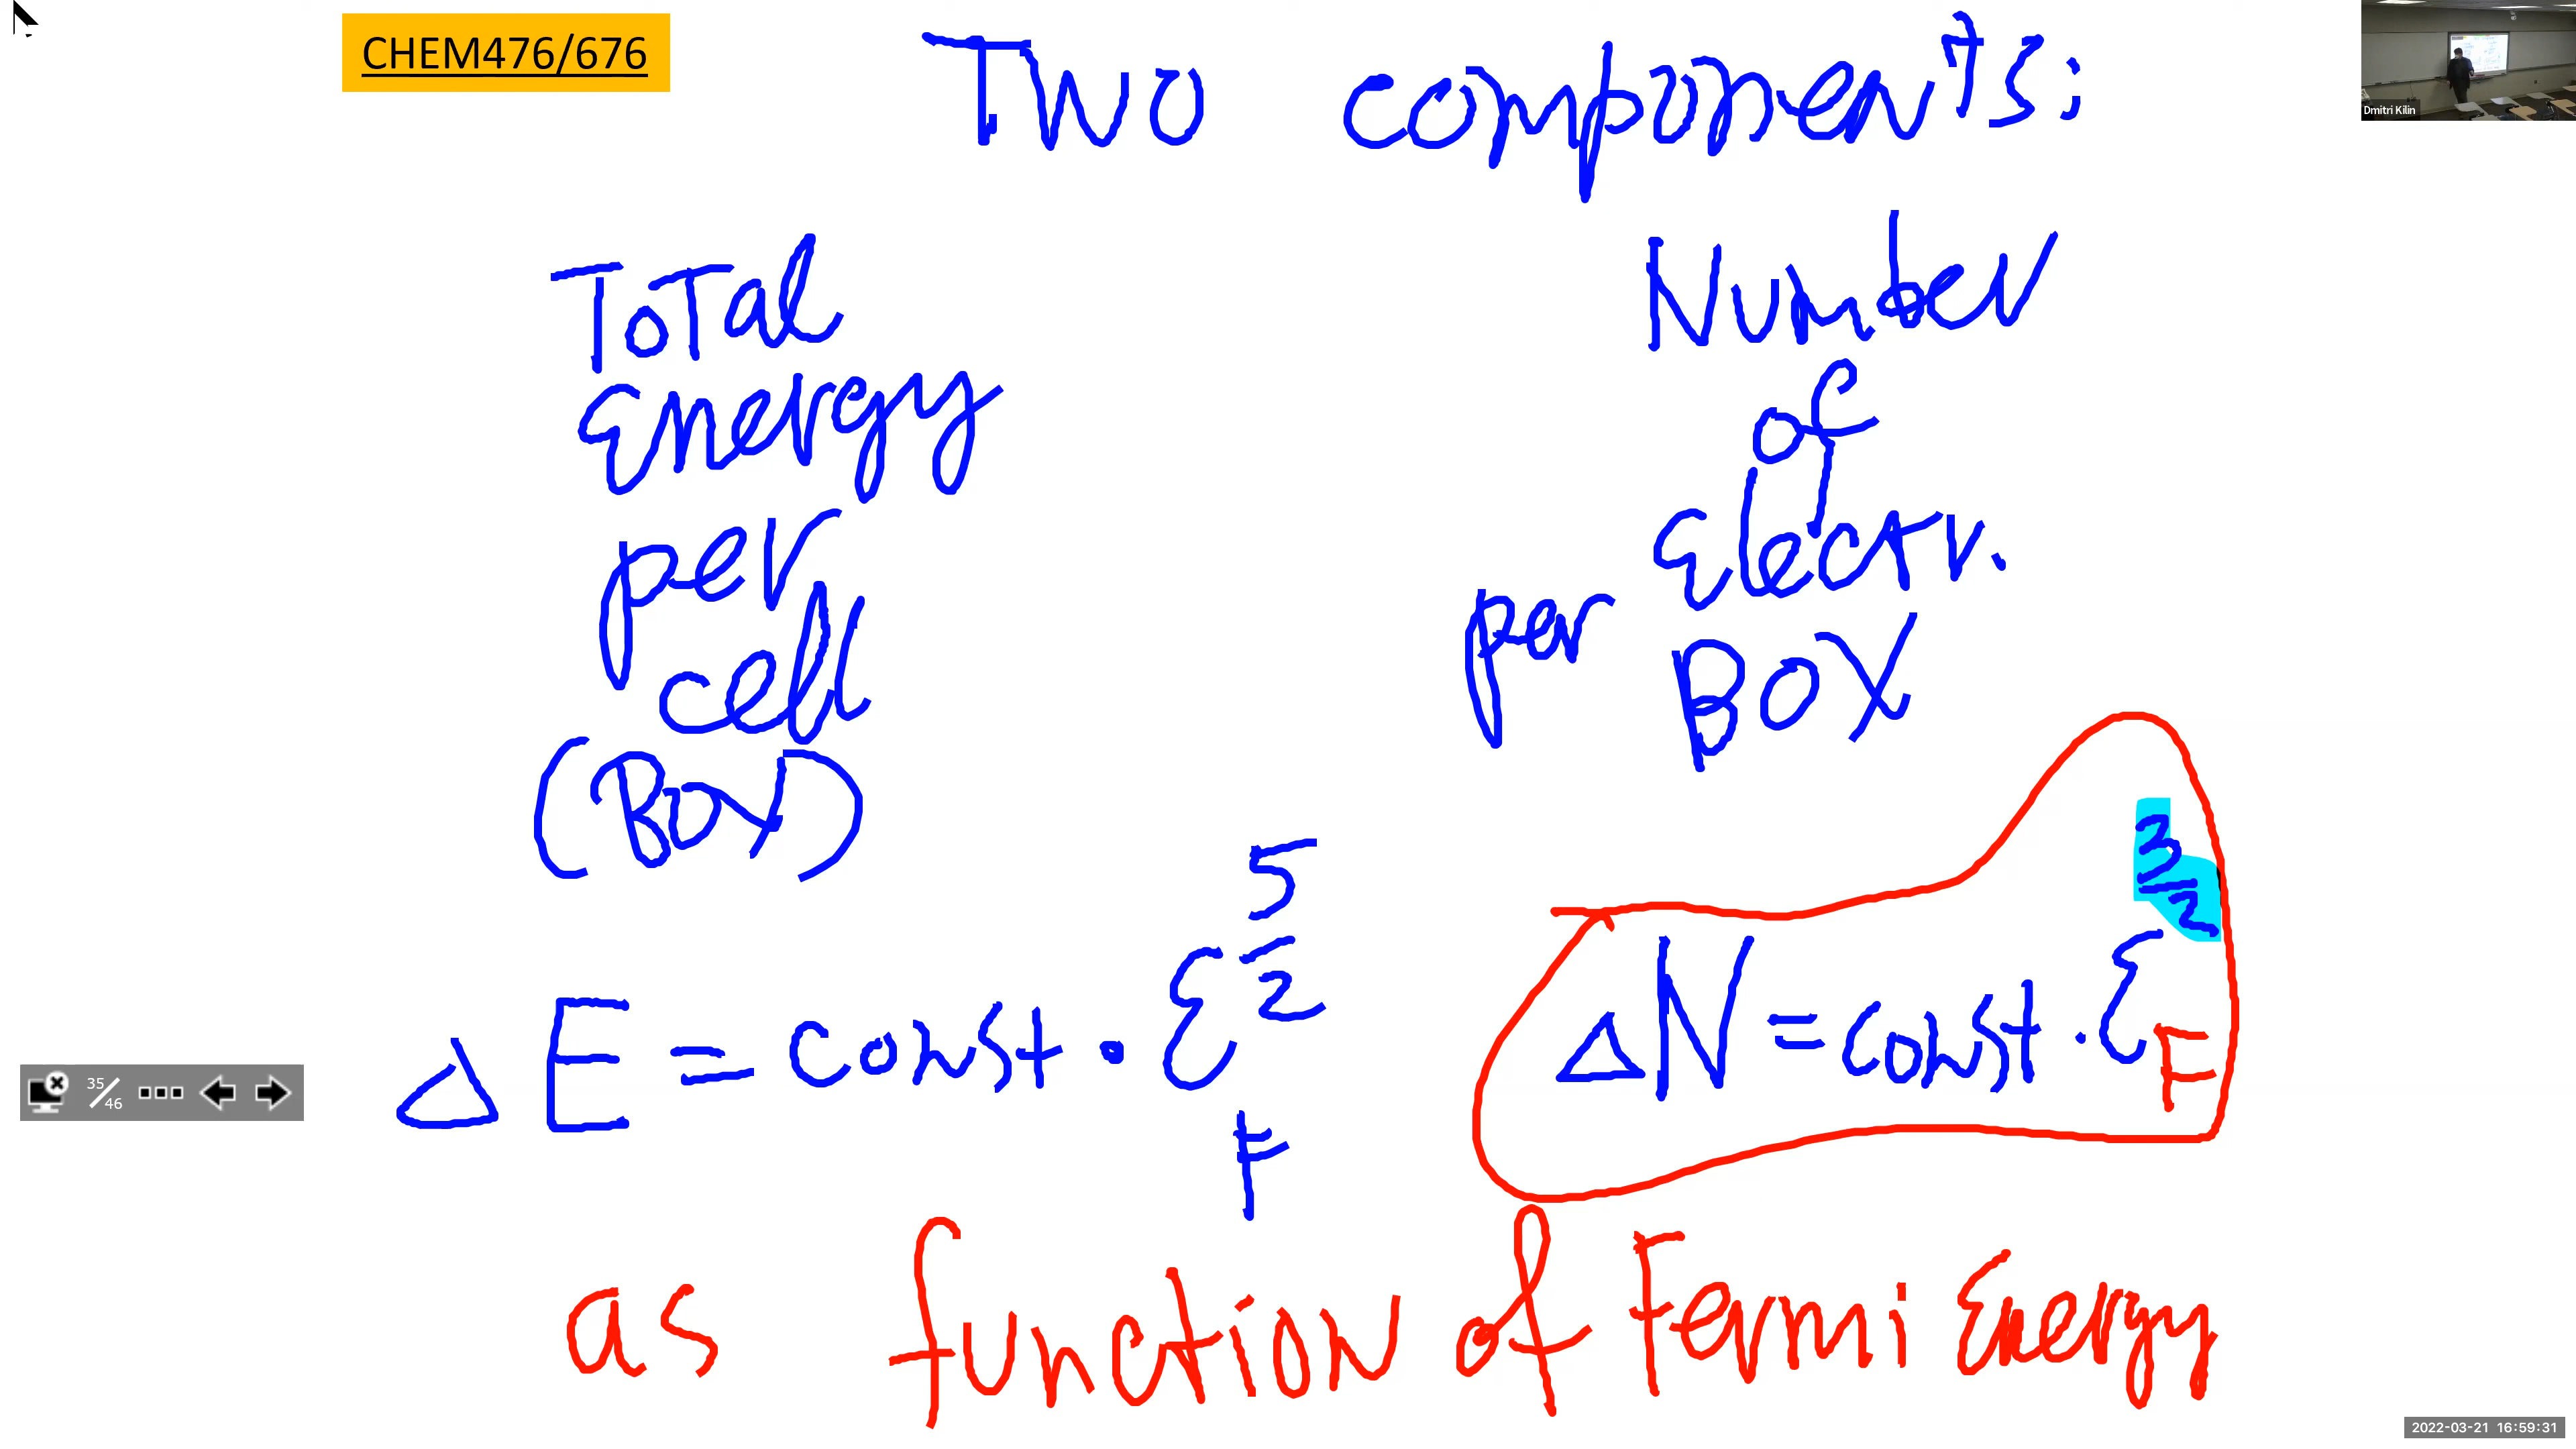 CHEM476/676
Two components:
Dmitri Kilin
Total
Energy
per
cell
(Box)
Number
of
Electr.
per BOX
ΔE = const · ε_F^(5/2)
ΔN = const · ε_F^(3/2)
as function of Fermi Energy
35/46
2022-03-21 16:59:31